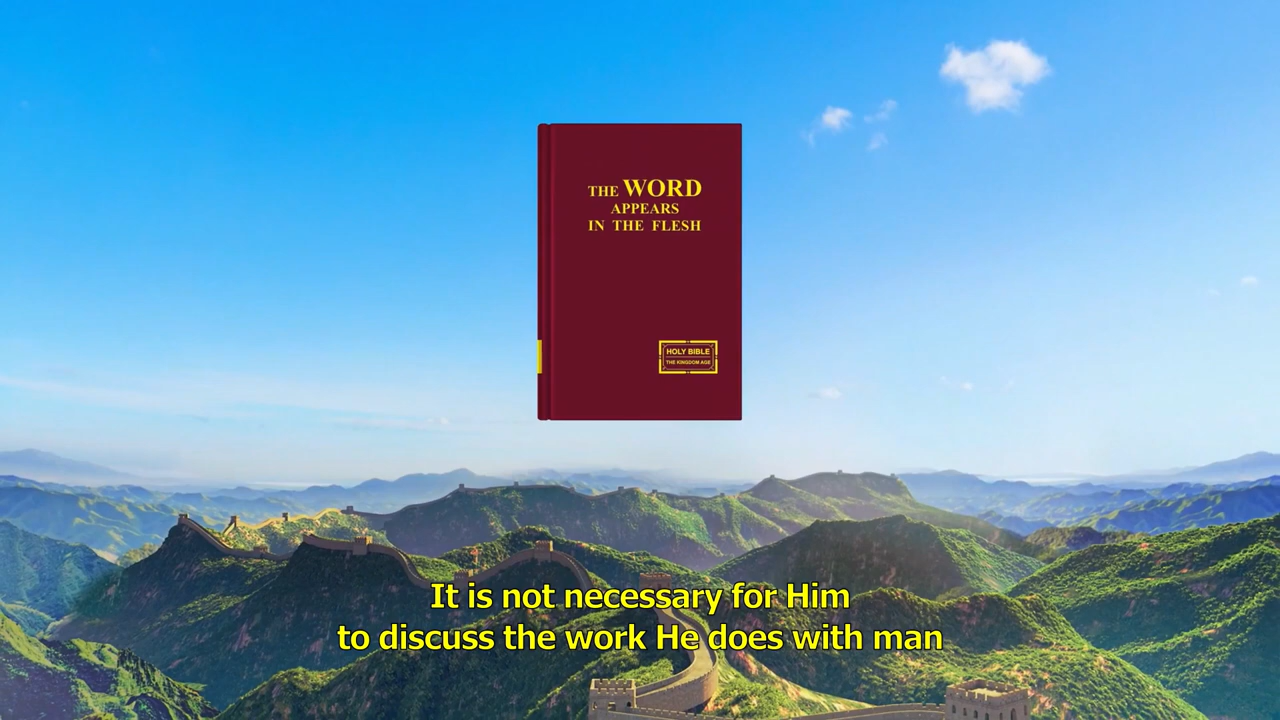 THE WORD
APPEARS
IN THE FLESH
HOLY BIBLE
THE KINGDOM AGE
It is not necessary for Him
to discuss the work He does with man